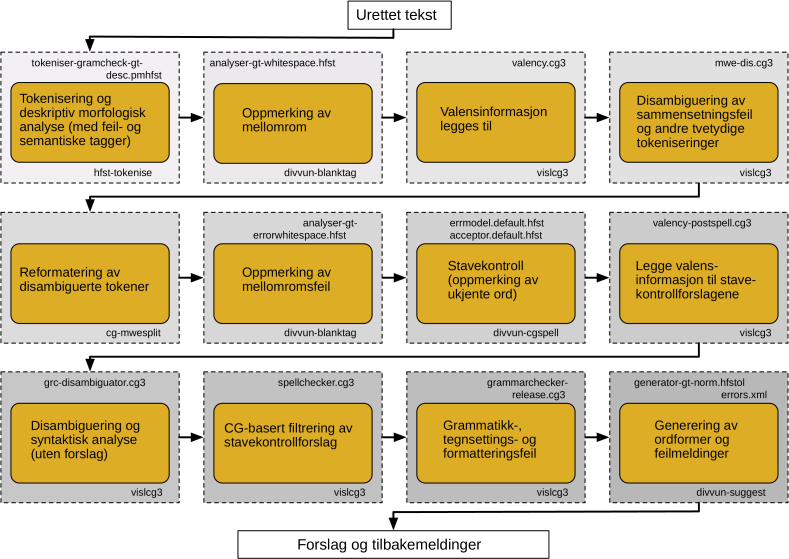 Urettet tekst
tokeniser-gramcheck-gt-
desc.pmhfst
Tokenisering og
deskriptiv morfologisk
analyse (med feil- og
semantiske tagger)
hfst-tokenise
analyser-gt-whitespace.hfst
Oppmerking av
mellomrom
divvun-blanktag
valency.cg3
Valensinformasjon
legges til
vislcg3
mwe-dis.cg3
Disambiguering av
sammensetningsfeil
og andre tvetydige
tokeniseringer
vislcg3
Reformatering av
disambiguerte tokener
cg-mwesplit
analyser-gt-
errorwhitespace.hfst
Oppmerking av
mellomromsfeil
divvun-blanktag
errmodel.default.hfst
acceptor.default.hfst
Stavekontroll
(oppmerking av
ukjente ord)
divvun-cgspell
valency-postspell.cg3
Legge valens-
informasjon til stave-
kontrollforslagene
vislcg3
grc-disambiguator.cg3
Disambiguering og
syntaktisk analyse
(uten forslag)
vislcg3
spellchecker.cg3
CG-basert filtrering av
stavekontrollforslag
vislcg3
grammarchecker-
release.cg3
Grammatikk-,
tegnsettings- og
formatteringsfeil
vislcg3
generator-gt-norm.hfstol
errors.xml
Generering av
ordformer og
feilmeldinger
divvun-suggest
Forslag og tilbakemeldinger